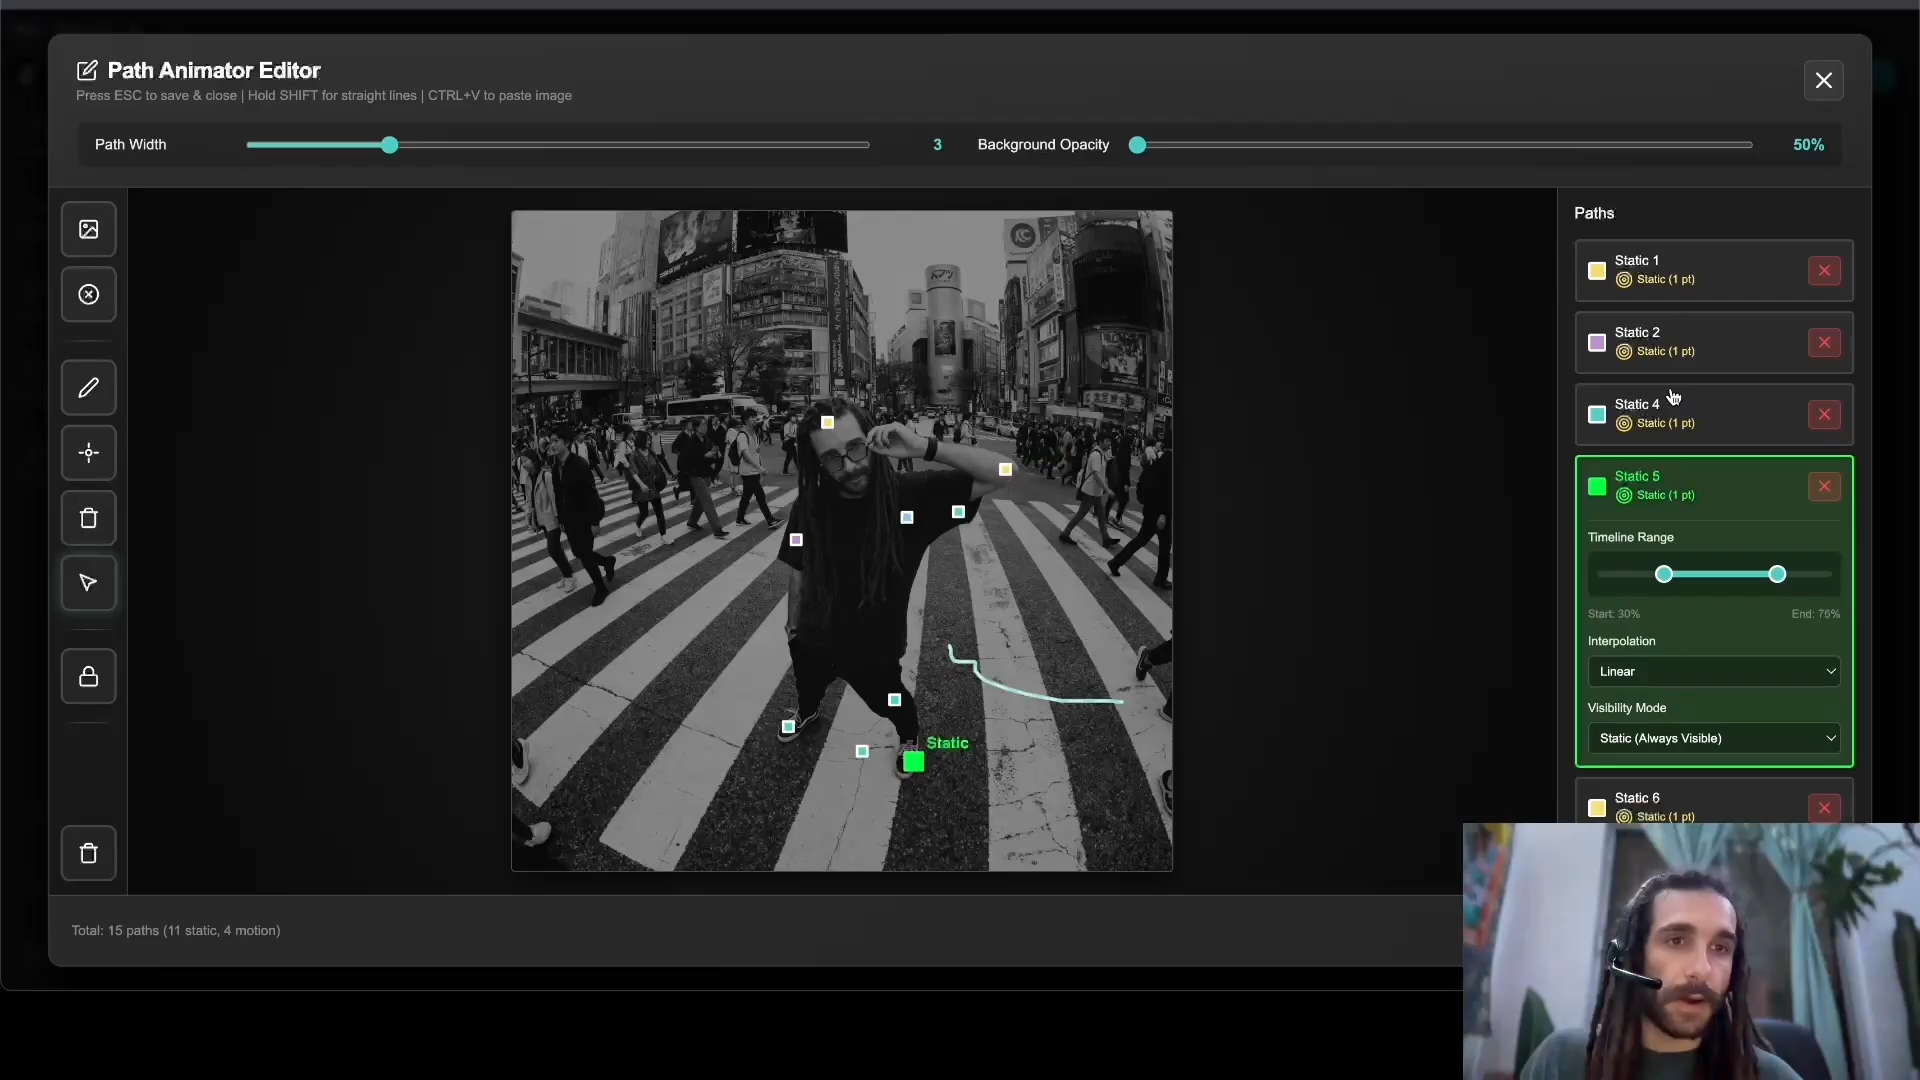 Path Animator Editor
Press ESC to save & close | Hold SHIFT for straight lines | CTRL+V to paste image
Path Width
3
Background Opacity
50%
Paths
Static 1
Static (1 pt)
Static 2
Static (1 pt)
Static 4
Static (1 pt)
Static 5
Static (1 pt)
Timeline Range
Start: 30%
End: 76%
Interpolation
Linear
Visibility Mode
Static (Always Visible)
Static 6
Static (1 pt)
Static
Total: 15 paths (11 static, 4 motion)